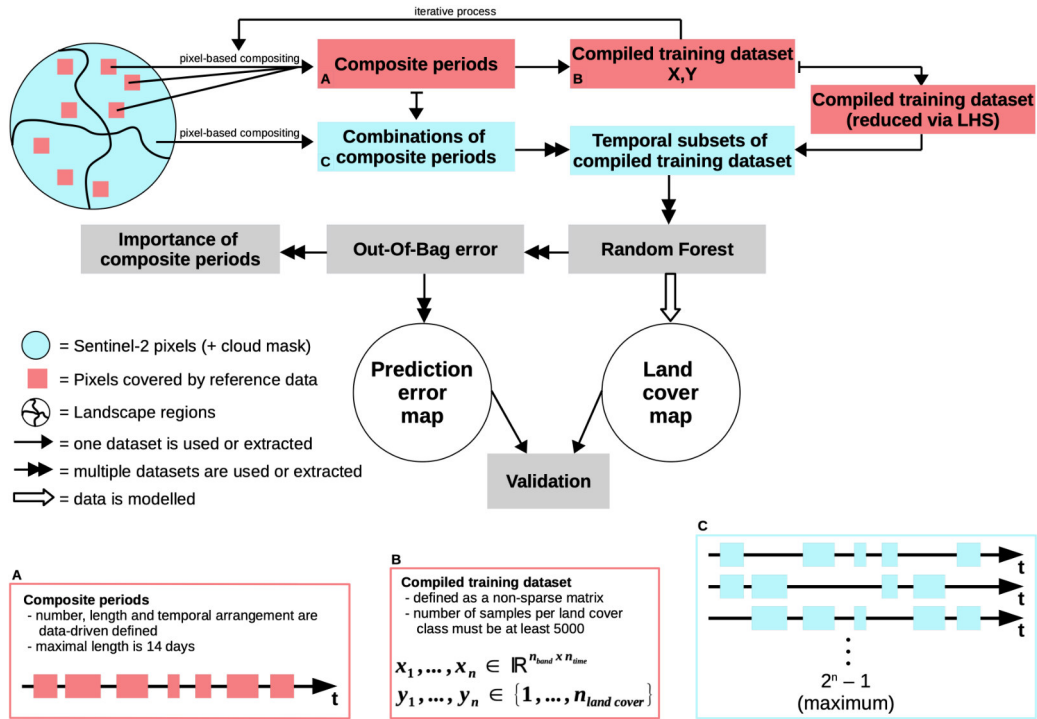 iterative process
pixel-based compositing
A
Composite periods
B
Compiled training dataset
X,Y
Compiled training dataset
(reduced via LHS)
pixel-based compositing
C
Combinations of
composite periods
Temporal subsets of
compiled training dataset
Importance of
composite periods
Out-Of-Bag error
Random Forest
= Sentinel-2 pixels (+ cloud mask)
= Pixels covered by reference data
= Landscape regions
= one dataset is used or extracted
= multiple datasets are used or extracted
= data is modelled
Prediction
error
map
Land
cover
map
Validation
A
Composite periods
- number, length and temporal arrangement are
data-driven defined
- maximal length is 14 days
t
B
Compiled training dataset
- defined as a non-sparse matrix
- number of samples per land cover
class must be at least 5000
x₁,..., xₙ ∈ ℝ^{n_{band} x n_{time}}
y₁,..., yₙ ∈ {1,..., n_{land cover}}
C
t
t
t
2ⁿ – 1
(maximum)